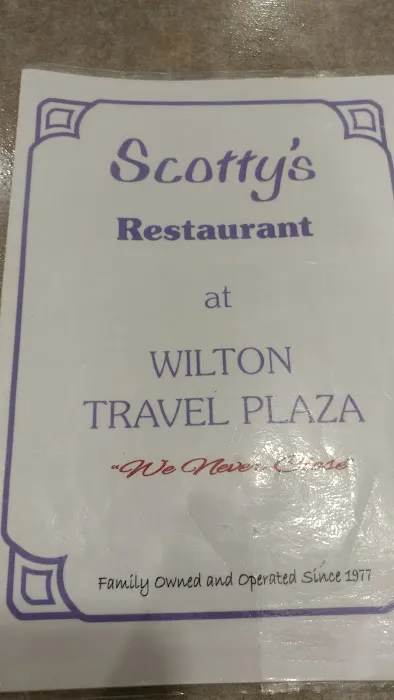 Scotty's
Restaurant
at
WILTON
TRAVEL PLAZA
"We Never Close"
Family Owned and Operated Since 1977